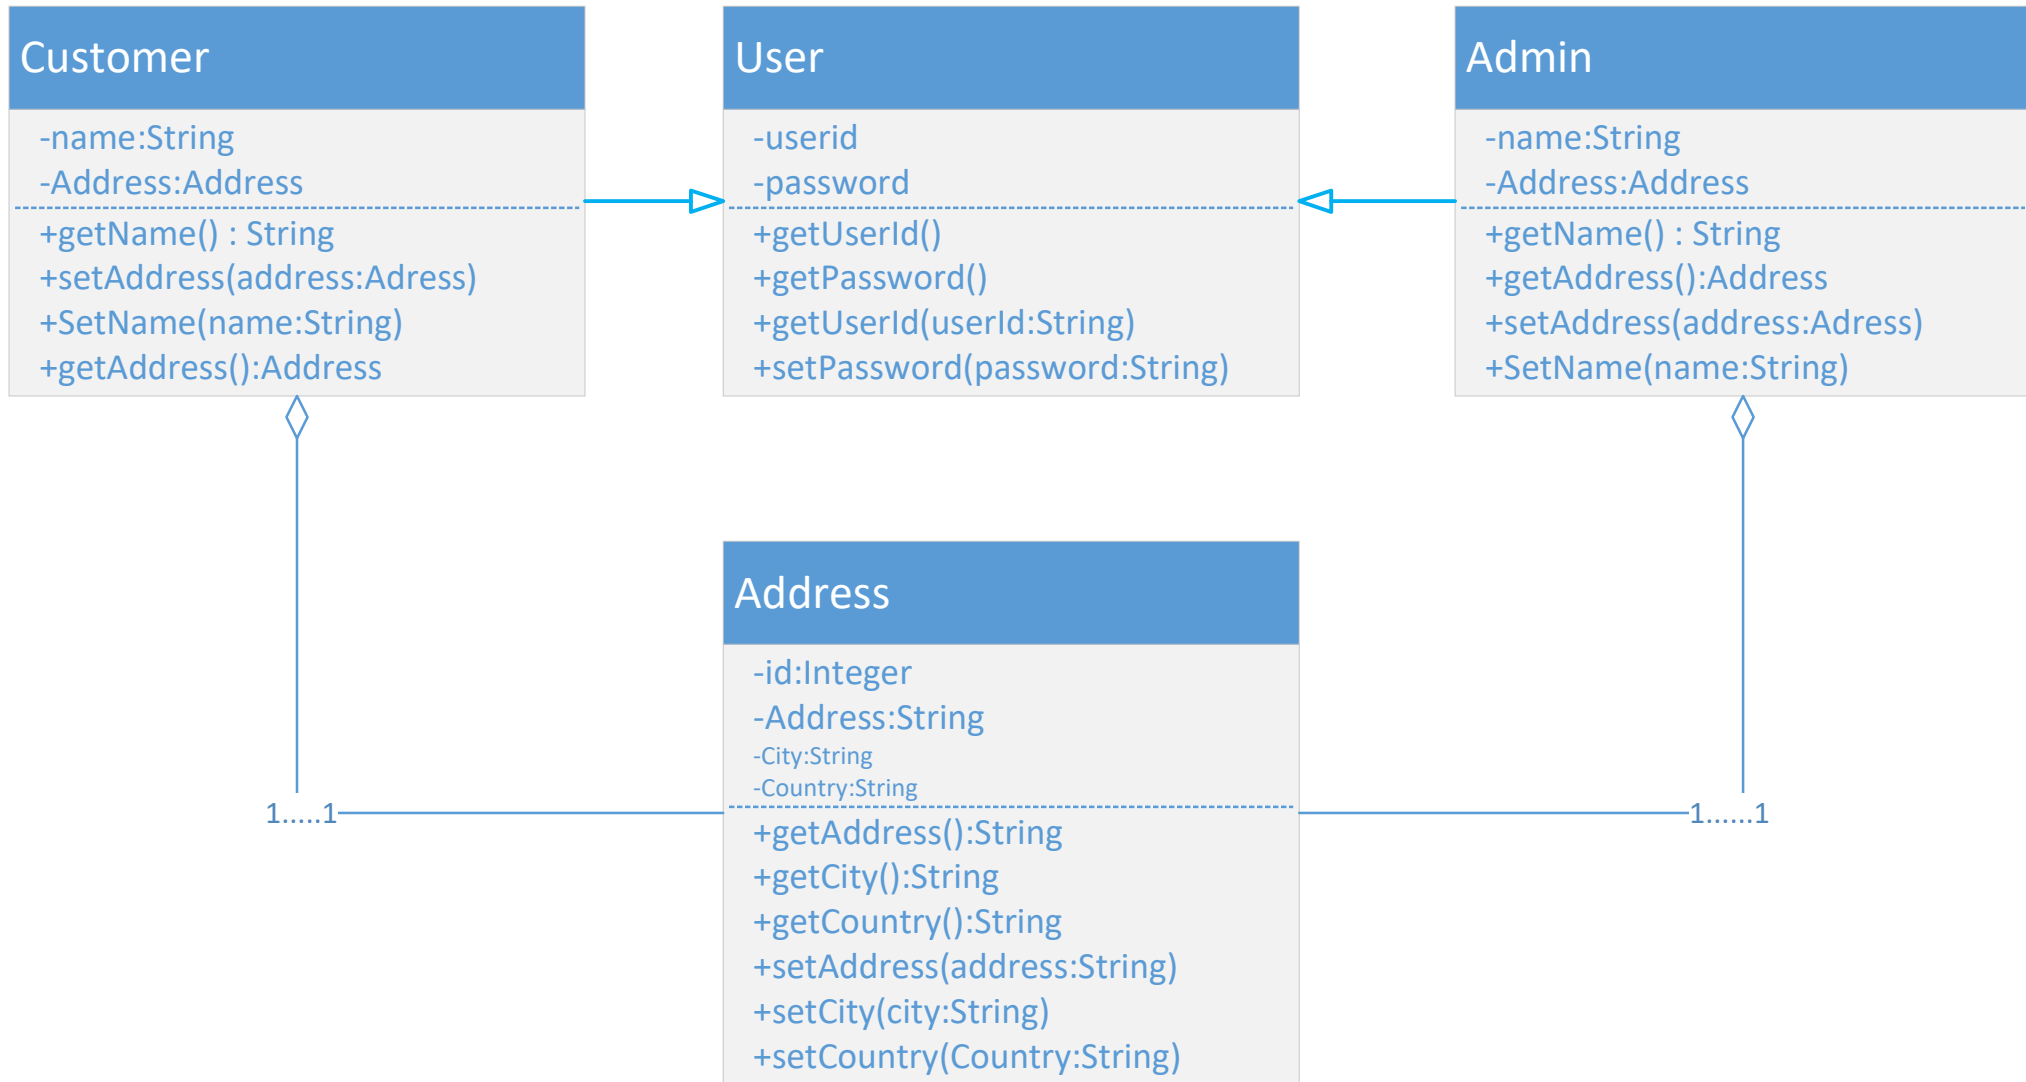 Customer
-name:String
-Address:Address
+getName() : String
+setAddress(address:Adress)
+SetName(name:String)
+getAddress():Address
User
-userid
-password
+getUserId()
+getPassword()
+getUserId(userId:String)
+setPassword(password:String)
Admin
-name:String
-Address:Address
+getName() : String
+getAddress():Address
+setAddress(address:Adress)
+SetName(name:String)
Address
-id:Integer
-Address:String
-City:String
-Country:String
+getAddress():String
+getCity():String
+getCountry():String
+setAddress(address:String)
+setCity(city:String)
+setCountry(Country:String)
1.....1
1......1